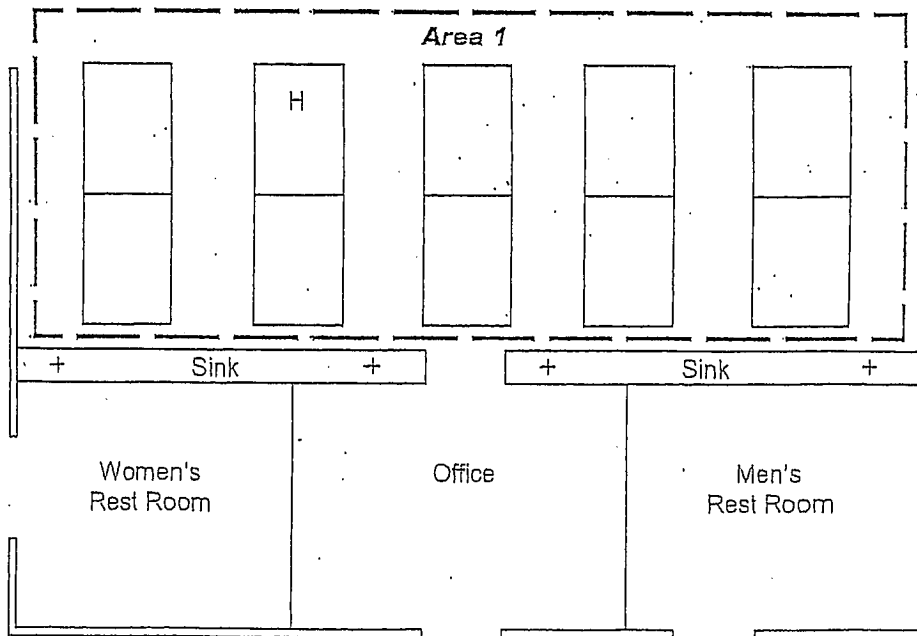 Area 1
H
+ Sink + + Sink +
Women's
Rest Room
Office
Men's
Rest Room